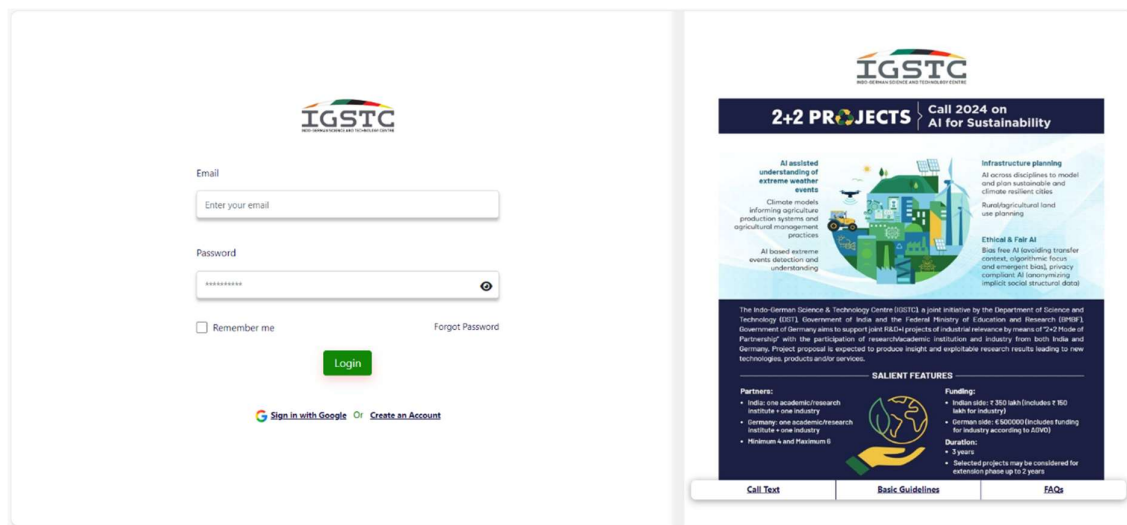 IGSTC
INDO-GERMAN SCIENCE AND TECHNOLOGY CENTRE
Email
Enter your email
Password
**********
Remember me
Forgot Password
Login
Sign in with Google Or Create an Account
IGSTC
INDO-GERMAN SCIENCE AND TECHNOLOGY CENTRE
2+2 PROJECTS
Call 2024 on
AI for Sustainability
AI assisted
understanding of
extreme weather
events
Climate models
informing agriculture
production systems and
agricultural management
practices
AI based extreme
events detection and
understanding
Infrastructure planning
AI across disciplines to model
and plan sustainable and
climate resilient cities
Rural/agricultural land
use planning
Ethical & Fair AI
Bias free AI (avoiding transfer
context, algorithmic focus
and emergent bias), privacy
compliant AI (anonymizing
implicit social structural data)
The Indo-German Science & Technology Centre (IGSTC), a joint initiative by the Department of Science and
Technology (DST), Government of India and the Federal Ministry of Education and Research (BMBF),
Government of Germany aims to support joint R&D+I projects of industrial relevance by means of "2+2 Mode of
Partnership" with the participation of research/academic institution and industry from both India and
Germany. Project proposal is expected to produce insight and exploitable research results leading to new
technologies, products and/or services.
SALIENT FEATURES
Partners:
• India: one academic/research
institute + one industry
• Germany: one academic/research
institute + one industry
• Minimum 4 and Maximum 6
Funding:
• Indian side: ₹ 350 lakh (includes ₹ 150
lakh for industry)
• German side: € 500000 (includes funding
for industry according to AGVO)
Duration:
• 3 years
• Selected projects may be considered for
extension phase up to 2 years
Call Text
Basic Guidelines
FAQs